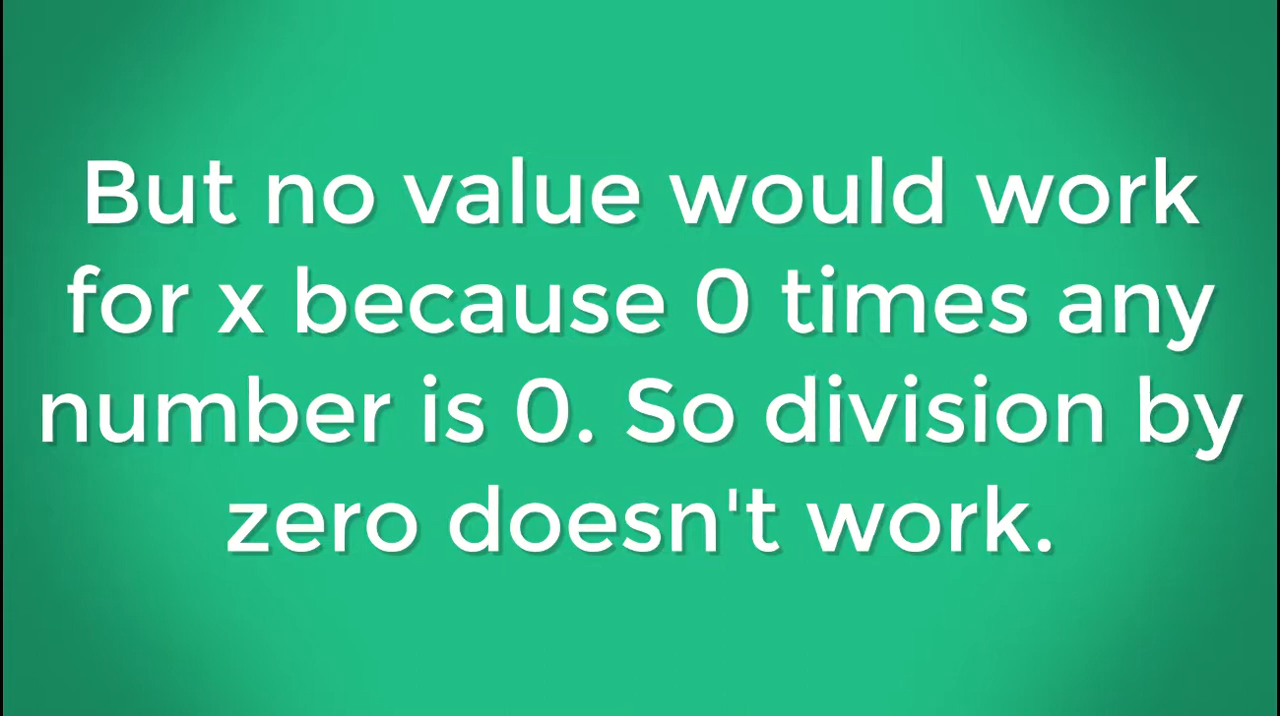 But no value would work
for x because 0 times any
number is 0. So division by
zero doesn't work.